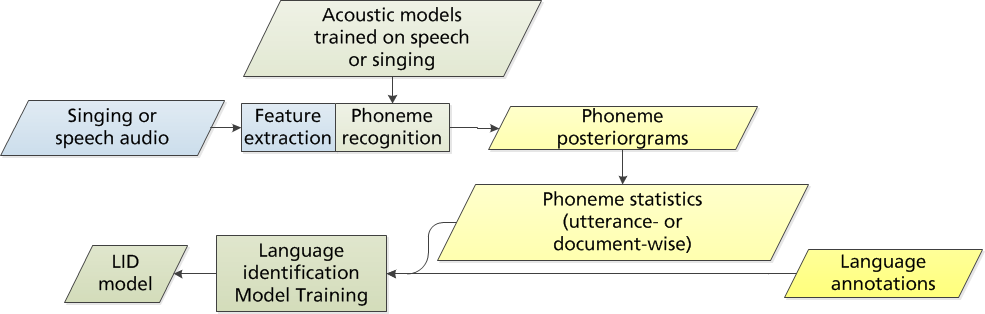 Acoustic models
trained on speech
or singing
Singing or
speech audio
Feature
extraction
Phoneme
recognition
Phoneme
posteriorgrams
Phoneme statistics
(utterance- or
document-wise)
LID
model
Language
identification
Model Training
Language
annotations